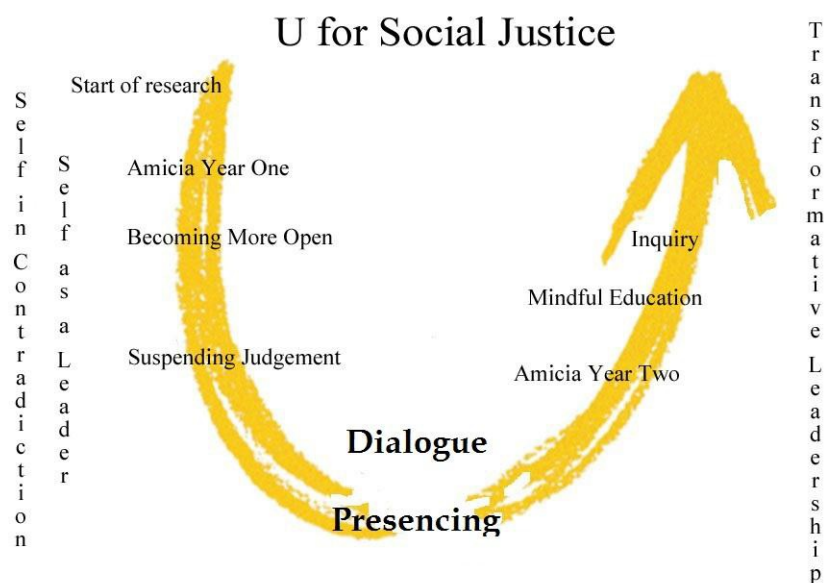 U for Social Justice
Self in Contradiction
Self as a Leader
Start of research
Amicia Year One
Becoming More Open
Suspending Judgement
Dialogue
Presencing
Amicia Year Two
Mindful Education
Inquiry
Transformative Leadership